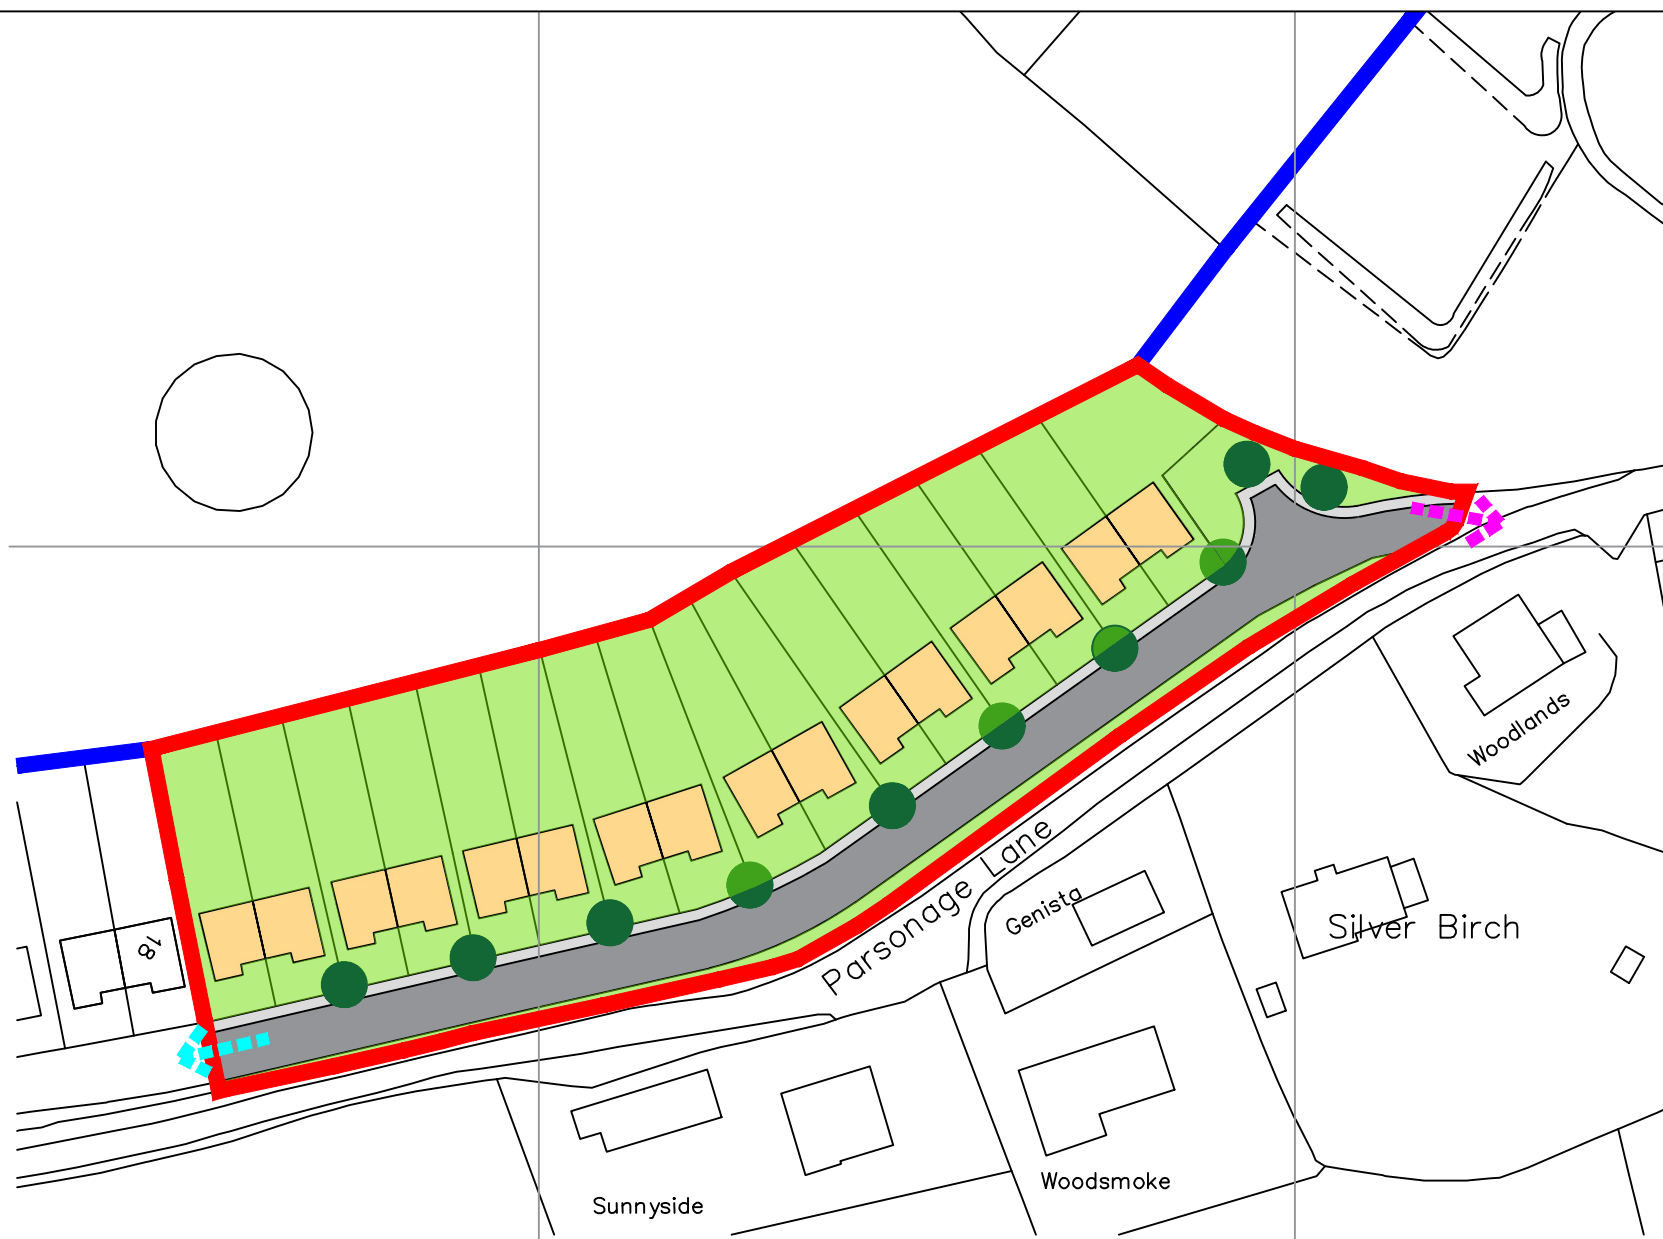 Woodlands
Parsonage Lane
Genista
Silver Birch
18
Woodsmoke
Sunnyside